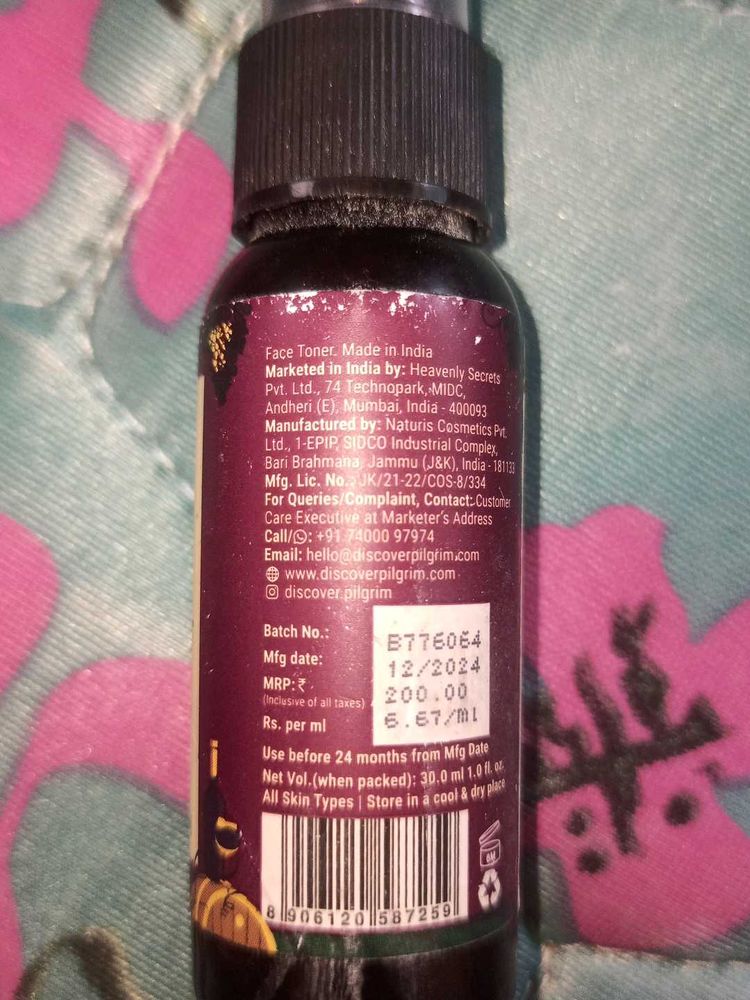 Face Toner. Made in India
Marketed in India by: Heavenly Secrets
Pvt. Ltd., 74 Technopark, MIDC,
Andheri (E), Mumbai, India - 400093
Manufactured by: Naturis Cosmetics Pvt.
Ltd., 1-EPIP, SIDCO Industrial Complex,
Bari Brahmana, Jammu (J&K), India - 181133
Mfg. Lic. No.: JK/21-22/COS-8/334
For Queries/Complaint, Contact: Customer
Care Executive at Marketer's Address
Call/: +91 74000 97974
Email: hello@discoverpilgrim.com
www.discoverpilgrim.com
discover.pilgrim
Batch No.: B776064
Mfg date: 12/2024
MRP: ₹ 200.00
(Inclusive of all taxes)
Rs. per ml 6.67/ml
Use before 24 months from Mfg Date
Net Vol.(when packed): 30.0 ml 1.0 fl. oz.
All Skin Types | Store in a cool & dry place
6M
8 906120 587259